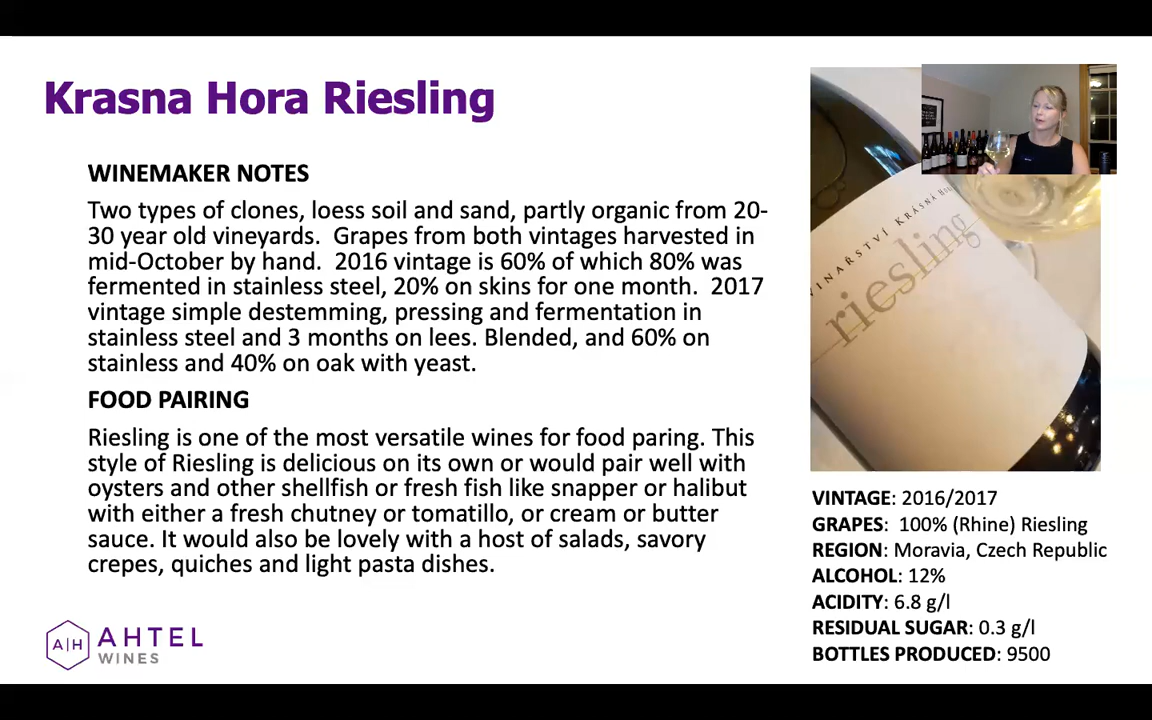 Krasna Hora Riesling
WINEMAKER NOTES
Two types of clones, loess soil and sand, partly organic from 20-
30 year old vineyards.  Grapes from both vintages harvested in
mid-October by hand.  2016 vintage is 60% of which 80% was
fermented in stainless steel, 20% on skins for one month.  2017
vintage simple destemming, pressing and fermentation in
stainless steel and 3 months on lees. Blended, and 60% on
stainless and 40% on oak with yeast.
FOOD PAIRING
Riesling is one of the most versatile wines for food paring. This
style of Riesling is delicious on its own or would pair well with
oysters and other shellfish or fresh fish like snapper or halibut
with either a fresh chutney or tomatillo, or cream or butter
sauce. It would also be lovely with a host of salads, savory
crepes, quiches and light pasta dishes.
A|H AHTEL
WINES
VINAŘSTVÍ KRÁSNÁ
riesling
VINTAGE: 2016/2017
GRAPES:  100% (Rhine) Riesling
REGION: Moravia, Czech Republic
ALCOHOL: 12%
ACIDITY: 6.8 g/l
RESIDUAL SUGAR: 0.3 g/l
BOTTLES PRODUCED: 9500